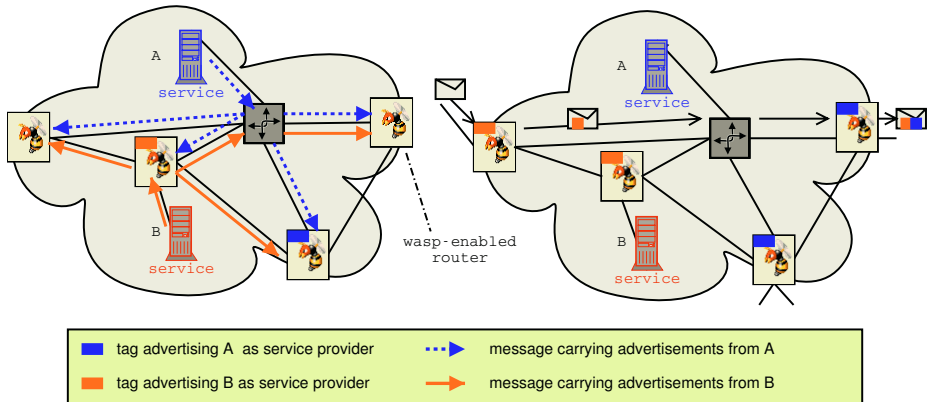 A
service
B
service
wasp-enabled
router
A
service
B
service
tag advertising A as service provider
message carrying advertisements from A
tag advertising B as service provider
message carrying advertisements from B